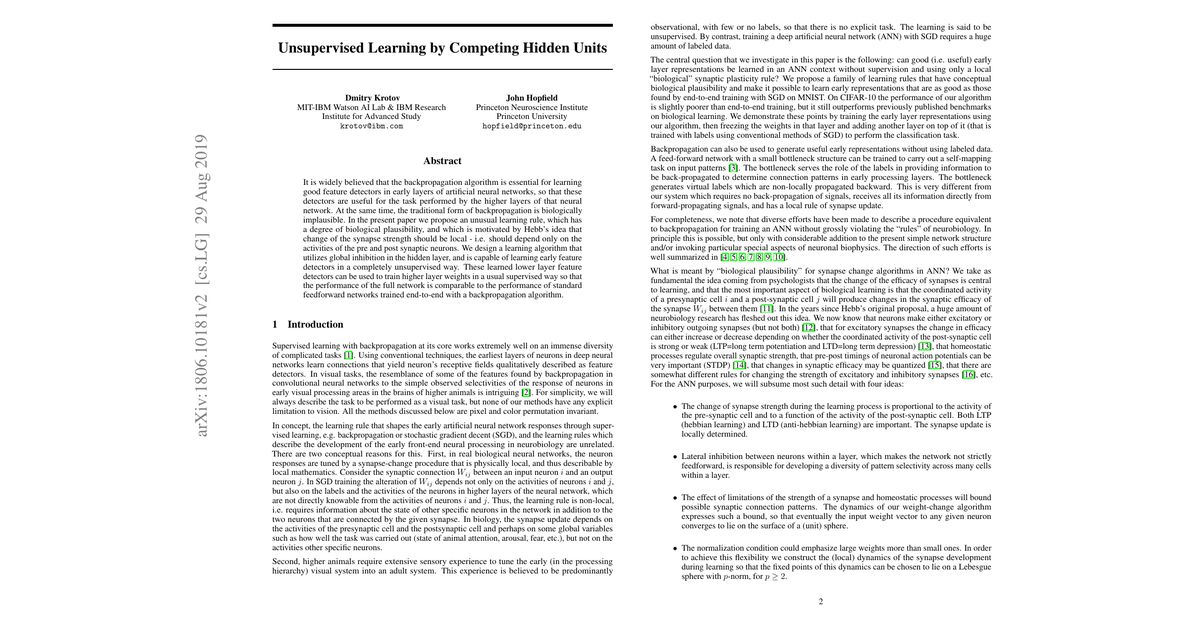 arXiv:1806.10181v2 [cs.LG] 29 Aug 2019
Unsupervised Learning by Competing Hidden Units
Dmitry Krotov
MIT-IBM Watson AI Lab & IBM Research
Institute for Advanced Study
krotov@ibm.com
John Hopfield
Princeton Neuroscience Institute
Princeton University
hopfield@princeton.edu
Abstract
It is widely believed that the backpropagation algorithm is essential for learning
good feature detectors in early layers of artificial neural networks, so that these
detectors are useful for the task performed by the higher layers of that neural
network. At the same time, the traditional form of backpropagation is biologically
implausible. In the present paper we propose an unusual learning rule, which has
a degree of biological plausibility, and which is motivated by Hebb's idea that
change of the synapse strength should be local - i.e. should depend only on the
activities of the pre and post synaptic neurons. We design a learning algorithm that
utilizes global inhibition in the hidden layer, and is capable of learning early feature
detectors in a completely unsupervised way. These learned lower layer feature
detectors can be used to train higher layer weights in a usual supervised way so that
the performance of the full network is comparable to the performance of standard
feedforward networks trained end-to-end with a backpropagation algorithm.
1 Introduction
Supervised learning with backpropagation at its core works extremely well on an immense diversity
of complicated tasks [1]. Using conventional techniques, the earliest layers of neurons in deep neural
networks learn connections that yield neuron's receptive fields qualitatively described as feature
detectors. In visual tasks, the resemblance of some of the features found by backpropagation in
convolutional neural networks to the simple observed selectivities of the response of neurons in
early visual processing areas in the brains of higher animals is intriguing [2]. For simplicity, we will
always describe the task to be performed as a visual task, but none of our methods have any explicit
limitation to vision. All the methods discussed below are pixel and color permutation invariant.
In concept, the learning rule that shapes the early artificial neural network responses through super-
vised learning, e.g. backpropagation or stochastic gradient decent (SGD), and the learning rules which
describe the development of the early front-end neural processing in neurobiology are unrelated.
There are two conceptual reasons for this. First, in real biological neural networks, the neuron
responses are tuned by a synapse-change procedure that is physically local, and thus describable by
local mathematics. Consider the synaptic connection Wij between an input neuron i and an output
neuron j. In SGD training the alteration of Wij depends not only on the activities of neurons i and j,
but also on the labels and the activities of the neurons in higher layers of the neural network, which
are not directly knowable from the activities of neurons i and j. Thus, the learning rule is non-local,
i.e. requires information about the state of other specific neurons in the network in addition to the
two neurons that are connected by the given synapse. In biology, the synapse update depends on
the activities of the presynaptic cell and the postsynaptic cell and perhaps on some global variables
such as how well the task was carried out (state of animal attention, arousal, fear, etc.), but not on the
activities other specific neurons.
Second, higher animals require extensive sensory experience to tune the early (in the processing
hierarchy) visual system into an adult system. This experience is believed to be predominantly
observational, with few or no labels, so that there is no explicit task. The learning is said to be
unsupervised. By contrast, training a deep artificial neural network (ANN) with SGD requires a huge
amount of labeled data.
The central question that we investigate in this paper is the following: can good (i.e. useful) early
layer representations be learned in an ANN context without supervision and using only a local
"biological" synaptic plasticity rule? We propose a family of learning rules that have conceptual
biological plausibility and make it possible to learn early representations that are as good as those
found by end-to-end training with SGD on MNIST. On CIFAR-10 the performance of our algorithm
is slightly poorer than end-to-end training, but it still outperforms previously published benchmarks
on biological learning. We demonstrate these points by training the early layer representations using
our algorithm, then freezing the weights in that layer and adding another layer on top of it (that is
trained with labels using conventional methods of SGD) to perform the classification task.
Backpropagation can also be used to generate useful early representations without using labeled data.
A feed-forward network with a small bottleneck structure can be trained to carry out a self-mapping
task on input patterns [3]. The bottleneck serves the role of the labels in providing information to
be back-propagated to determine connection patterns in early processing layers. The bottleneck
generates virtual labels which are non-locally propagated backward. This is very different from
our system which requires no back-propagation of signals, receives all its information directly from
forward-propagating signals, and has a local rule of synapse update.
For completeness, we note that diverse efforts have been made to describe a procedure equivalent
to backpropagation for training an ANN without grossly violating the "rules" of neurobiology. In
principle this is possible, but only with considerable addition to the present simple network structure
and/or invoking particular special aspects of neuronal biophysics. The direction of such efforts is
well summarized in [4, 5, 6, 7, 8, 9, 10].
What is meant by "biological plausibility" for synapse change algorithms in ANN? We take as
fundamental the idea coming from psychologists that the change of the efficacy of synapses is central
to learning, and that the most important aspect of biological learning is that the coordinated activity
of a presynaptic cell i and a post-synaptic cell j will produce changes in the synaptic efficacy of
the synapse Wij between them [11]. In the years since Hebb's original proposal, a huge amount of
neurobiology research has fleshed out this idea. We now know that neurons make either excitatory or
inhibitory outgoing synapses (but not both) [12], that for excitatory synapses the change in efficacy
can either increase or decrease depending on whether the coordinated activity of the post-synaptic cell
is strong or weak (LTP=long term potentiation and LTD=long term depression) [13], that homeostatic
processes regulate overall synaptic strength, that pre-post timings of neuronal action potentials can be
very important (STDP) [14], that changes in synaptic efficacy may be quantized [15], that there are
somewhat different rules for changing the strength of excitatory and inhibitory synapses [16], etc.
For the ANN purposes, we will subsume most such detail with four ideas:
• The change of synapse strength during the learning process is proportional to the activity of
the pre-synaptic cell and to a function of the activity of the post-synaptic cell. Both LTP
(hebbian learning) and LTD (anti-hebbian learning) are important. The synapse update is
locally determined.
• Lateral inhibition between neurons within a layer, which makes the network not strictly
feedforward, is responsible for developing a diversity of pattern selectivity across many cells
within a layer.
• The effect of limitations of the strength of a synapse and homeostatic processes will bound
possible synaptic connection patterns. The dynamics of our weight-change algorithm
expresses such a bound, so that eventually the input weight vector to any given neuron
converges to lie on the surface of a (unit) sphere.
• The normalization condition could emphasize large weights more than small ones. In order
to achieve this flexibility we construct the (local) dynamics of the synapse development
during learning so that the fixed points of this dynamics can be chosen to lie on a Lebesgue
sphere with p-norm, for p ≥ 2.
2